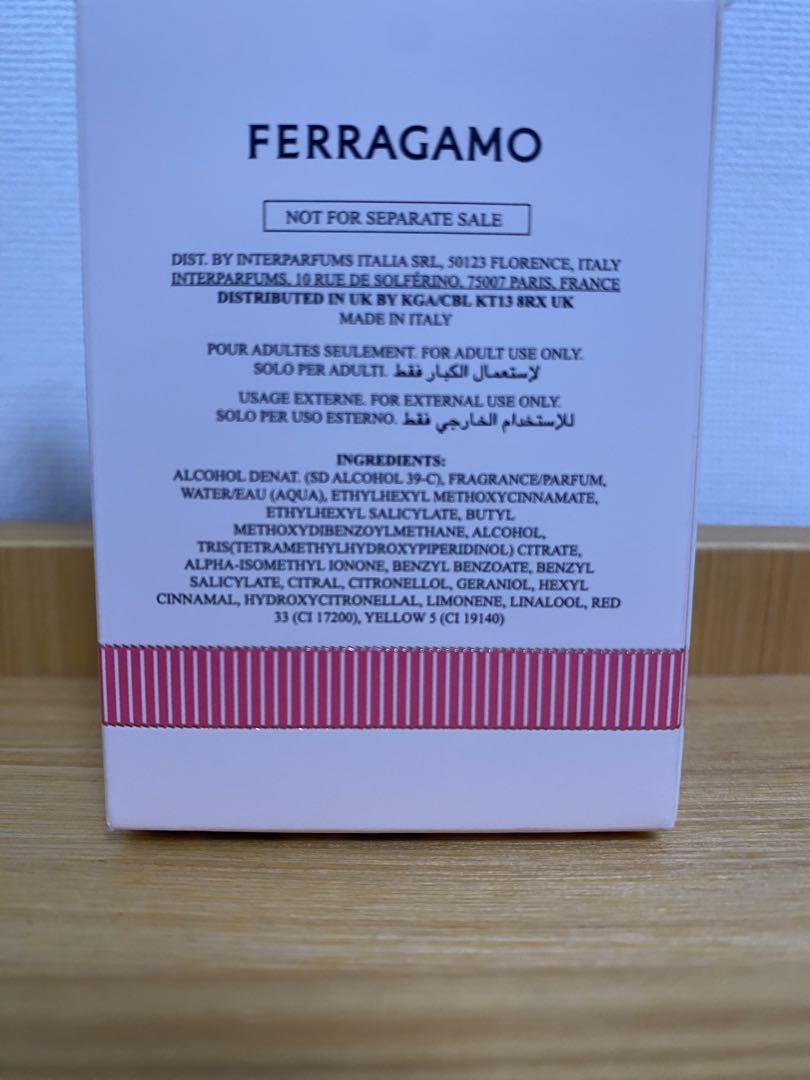 FERRAGAMO
NOT FOR SEPARATE SALE
DIST. BY INTERPARFUMS ITALIA SRL, 50123 FLORENCE, ITALY
INTERPARFUMS, 10 RUE DE SOLFÉRINO, 75007 PARIS, FRANCE
DISTRIBUTED IN UK BY KGA/CBL KT13 8RX UK
MADE IN ITALY
POUR ADULTES SEULEMENT. FOR ADULT USE ONLY.
SOLO PER ADULTI. لإستعمال الكبار فقط
USAGE EXTERNE. FOR EXTERNAL USE ONLY.
SOLO PER USO ESTERNO. للإستخدام الخارجي فقط
INGREDIENTS:
ALCOHOL DENAT. (SD ALCOHOL 39-C), FRAGRANCE/PARFUM,
WATER/EAU (AQUA), ETHYLHEXYL METHOXYCINNAMATE,
ETHYLHEXYL SALICYLATE, BUTYL
METHOXYDIBENZOYLMETHANE, ALCOHOL,
TRIS(TETRAMETHYLHYDROXYPIPERIDINOL) CITRATE,
ALPHA-ISOMETHYL IONONE, BENZYL BENZOATE, BENZYL
SALICYLATE, CITRAL, CITRONELLOL, GERANIOL, HEXYL
CINNAMAL, HYDROXYCITRONELLAL, LIMONENE, LINALOOL, RED
33 (CI 17200), YELLOW 5 (CI 19140)